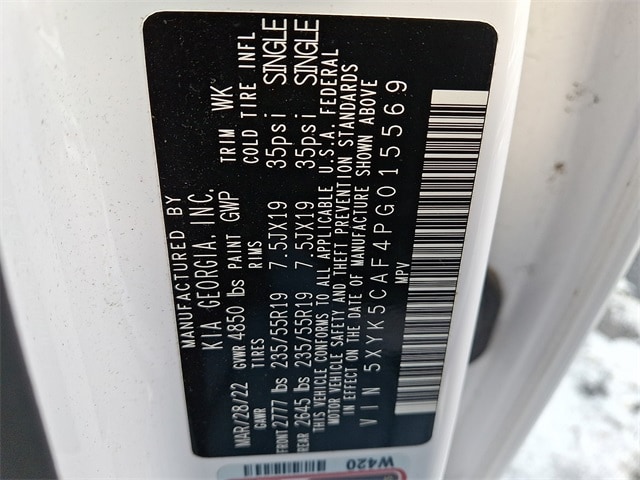 MANUFACTURED BY
KIA GEORGIA, INC.
MAR/28/22 GVWR 4850 lbs PAINT GWP TRIM WK
GAWR TIRES RIMS COLD TIRE INFL
FRONT 2777 lbs 235/55R19 7.5JX19 35psi SINGLE
REAR 2645 lbs 235/55R19 7.5JX19 35psi SINGLE
THIS VEHICLE CONFORMS TO ALL APPLICABLE U.S.A. FEDERAL
MOTOR VEHICLE SAFETY AND THEFT PREVENTION STANDARDS
IN EFFECT ON THE DATE OF MANUFACTURE SHOWN ABOVE
VIN 5XYK5CAF4PG015569
MPV
W420